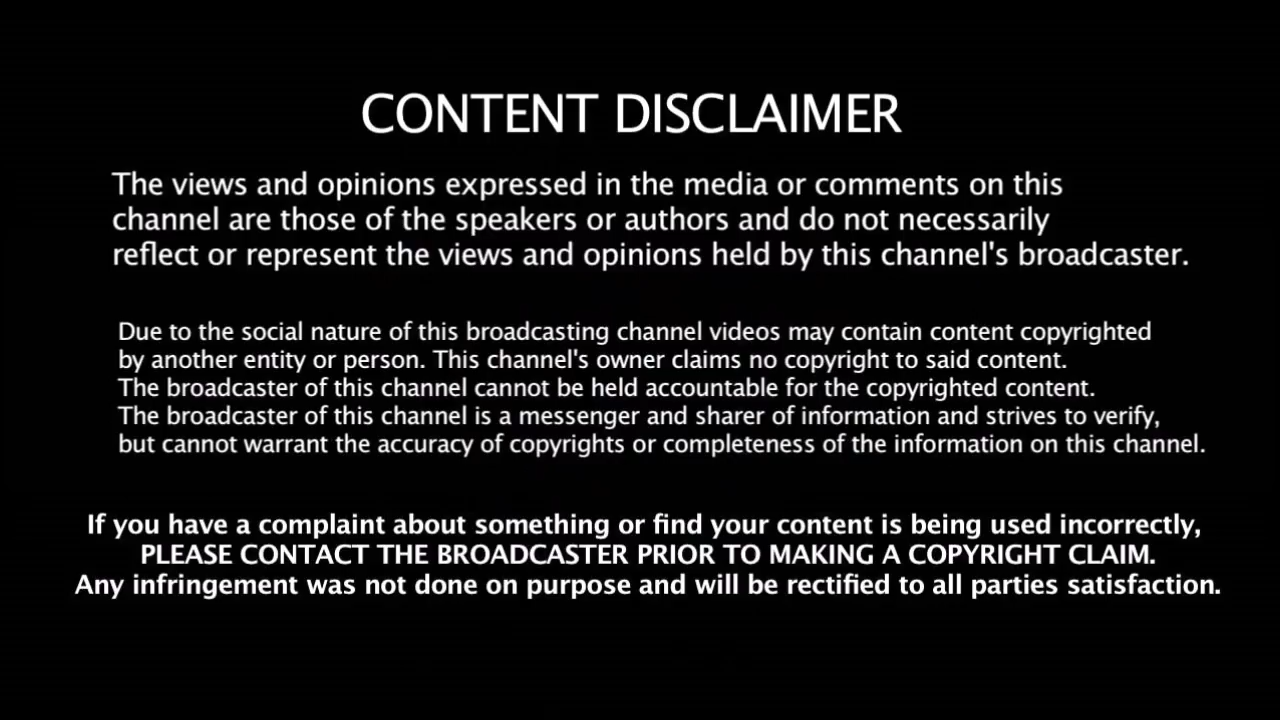 CONTENT DISCLAIMER
The views and opinions expressed in the media or comments on this
channel are those of the speakers or authors and do not necessarily
reflect or represent the views and opinions held by this channel's broadcaster.
Due to the social nature of this broadcasting channel videos may contain content copyrighted
by another entity or person. This channel's owner claims no copyright to said content.
The broadcaster of this channel cannot be held accountable for the copyrighted content.
The broadcaster of this channel is a messenger and sharer of information and strives to verify,
but cannot warrant the accuracy of copyrights or completeness of the information on this channel.
If you have a complaint about something or find your content is being used incorrectly,
PLEASE CONTACT THE BROADCASTER PRIOR TO MAKING A COPYRIGHT CLAIM.
Any infringement was not done on purpose and will be rectified to all parties satisfaction.